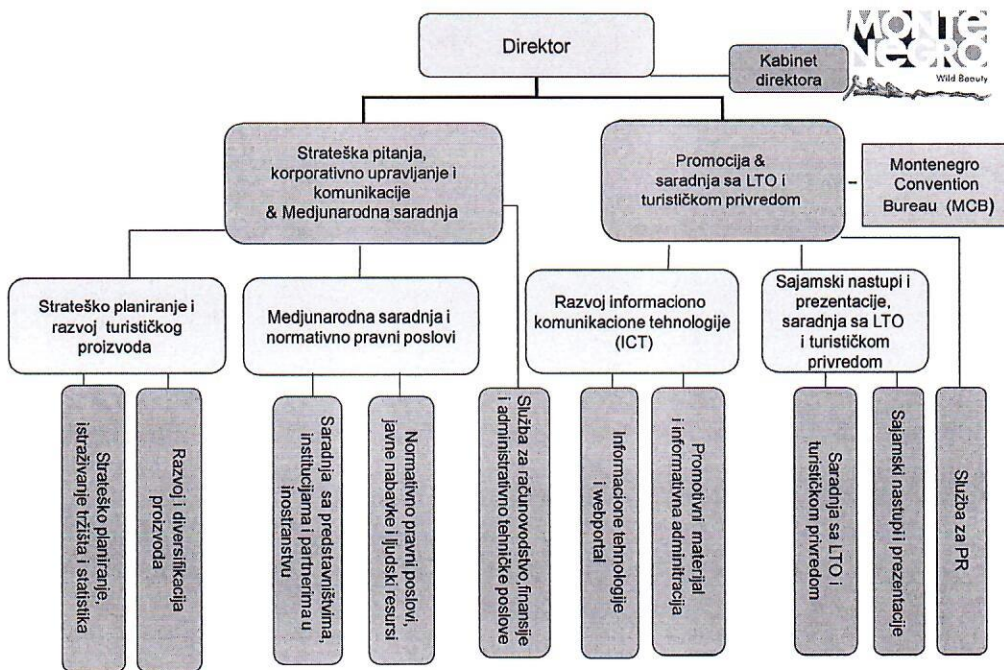 Direktor
Kabinet
direktora
MONTE
NEGRO
Wild Beauty
Strateška pitanja,
korporativno upravljanje i
komunikacije
& Medjunarodna saradnja
Promocija &
saradnja sa LTO i
turističkom privredom
Montenegro
Convention
Bureau (MCB)
Strateško planiranje i
razvoj turističkog
proizvoda
Medjunarodna saradnja i
normativno pravni poslovi
Razvoj informaciono
komunikacione tehnologije
(ICT)
Sajamski nastupi i
prezentacije,
saradnja sa LTO
i turističkom
privredom
Strateško planiranje,
istraživanje tržišta i statistika
Razvoj i diversifikacija
proizvoda
Saradnja sa predstavništvima,
institucijama i partnerima u
inostranstvu
Normativno pravni poslovi,
javne nabavke i ljudski resursi
Služba za računovodstvo,finansije
i administrativno tehničke poslove
Informacione tehnologije
i webportal
Promotivni materijal
i informativna adminitracija
Saradnja sa LTO i
turističkom privredom
Sajamski nastupi i prezentacije
Služba za PR